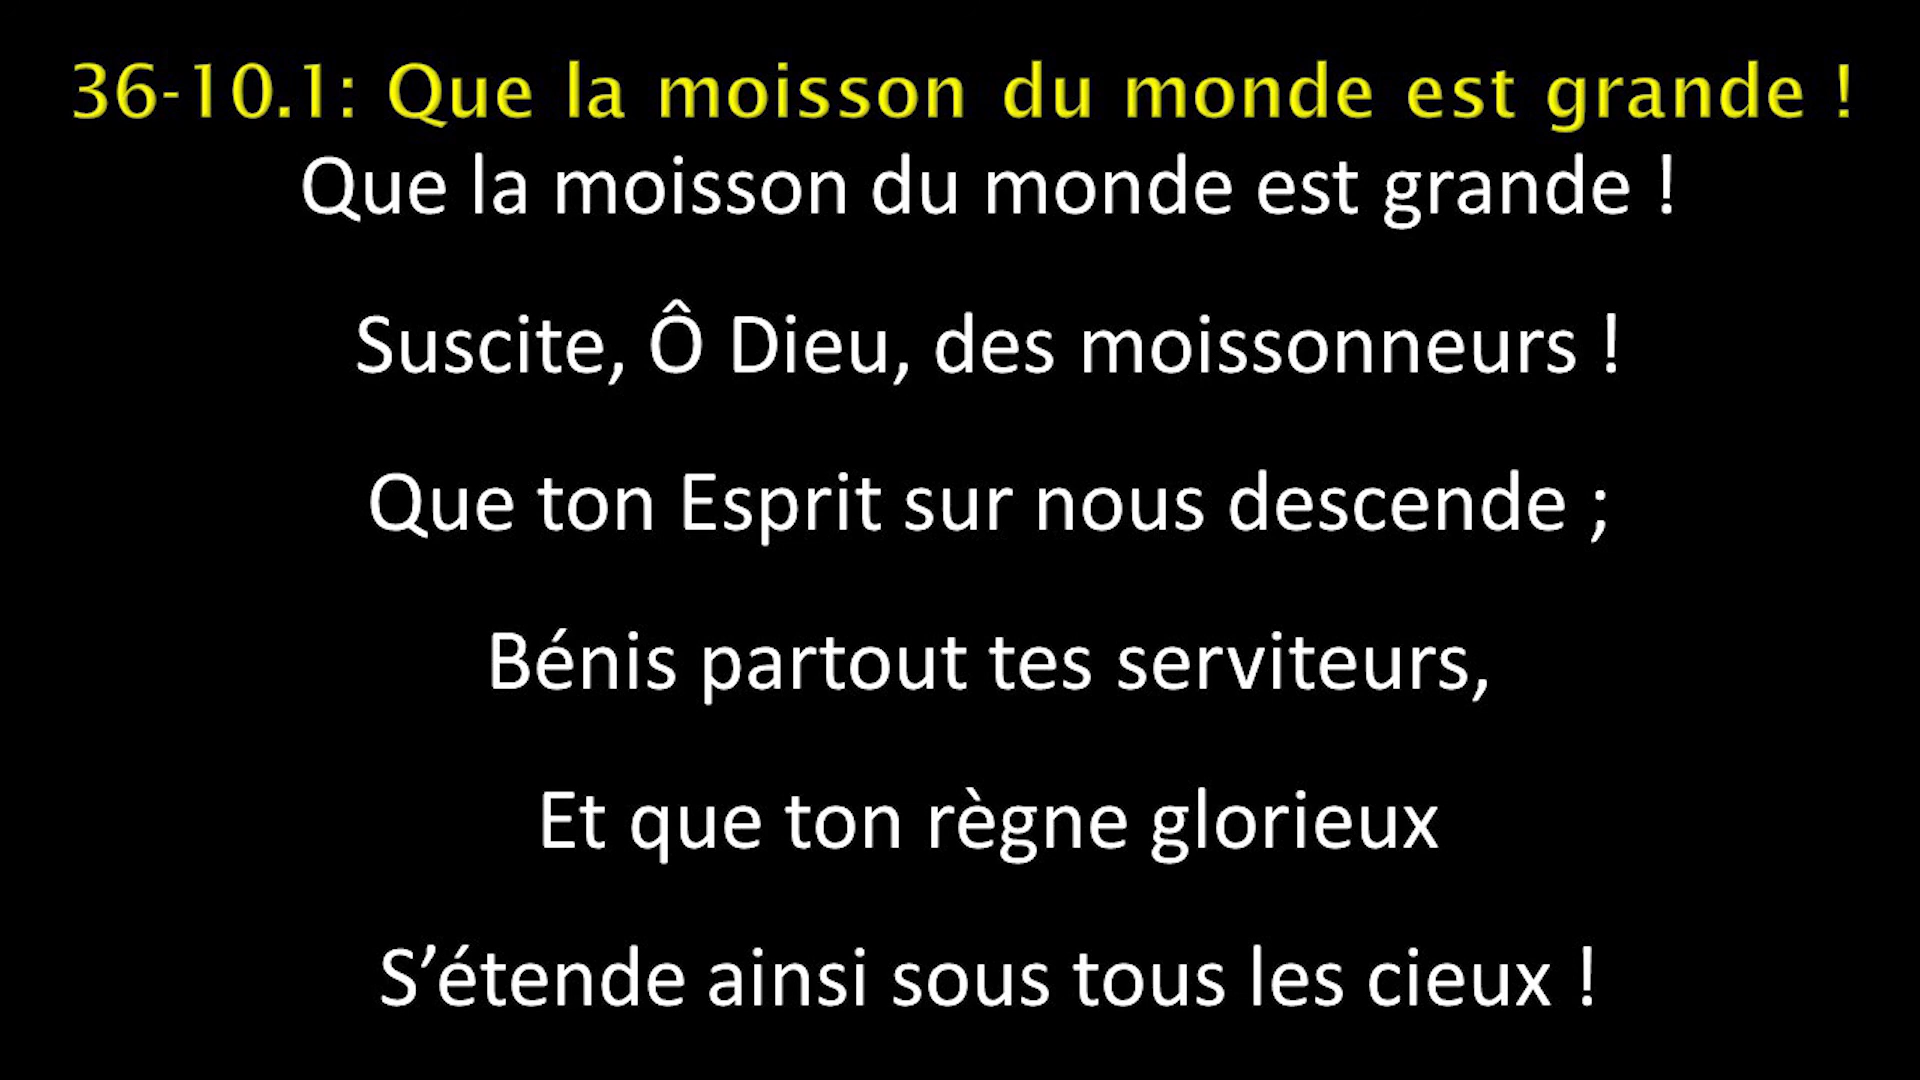 36-10.1: Que la moisson du monde est grande !
Que la moisson du monde est grande !
Suscite, Ô Dieu, des moissonneurs !
Que ton Esprit sur nous descende ;
Bénis partout tes serviteurs,
Et que ton règne glorieux
S’étende ainsi sous tous les cieux !